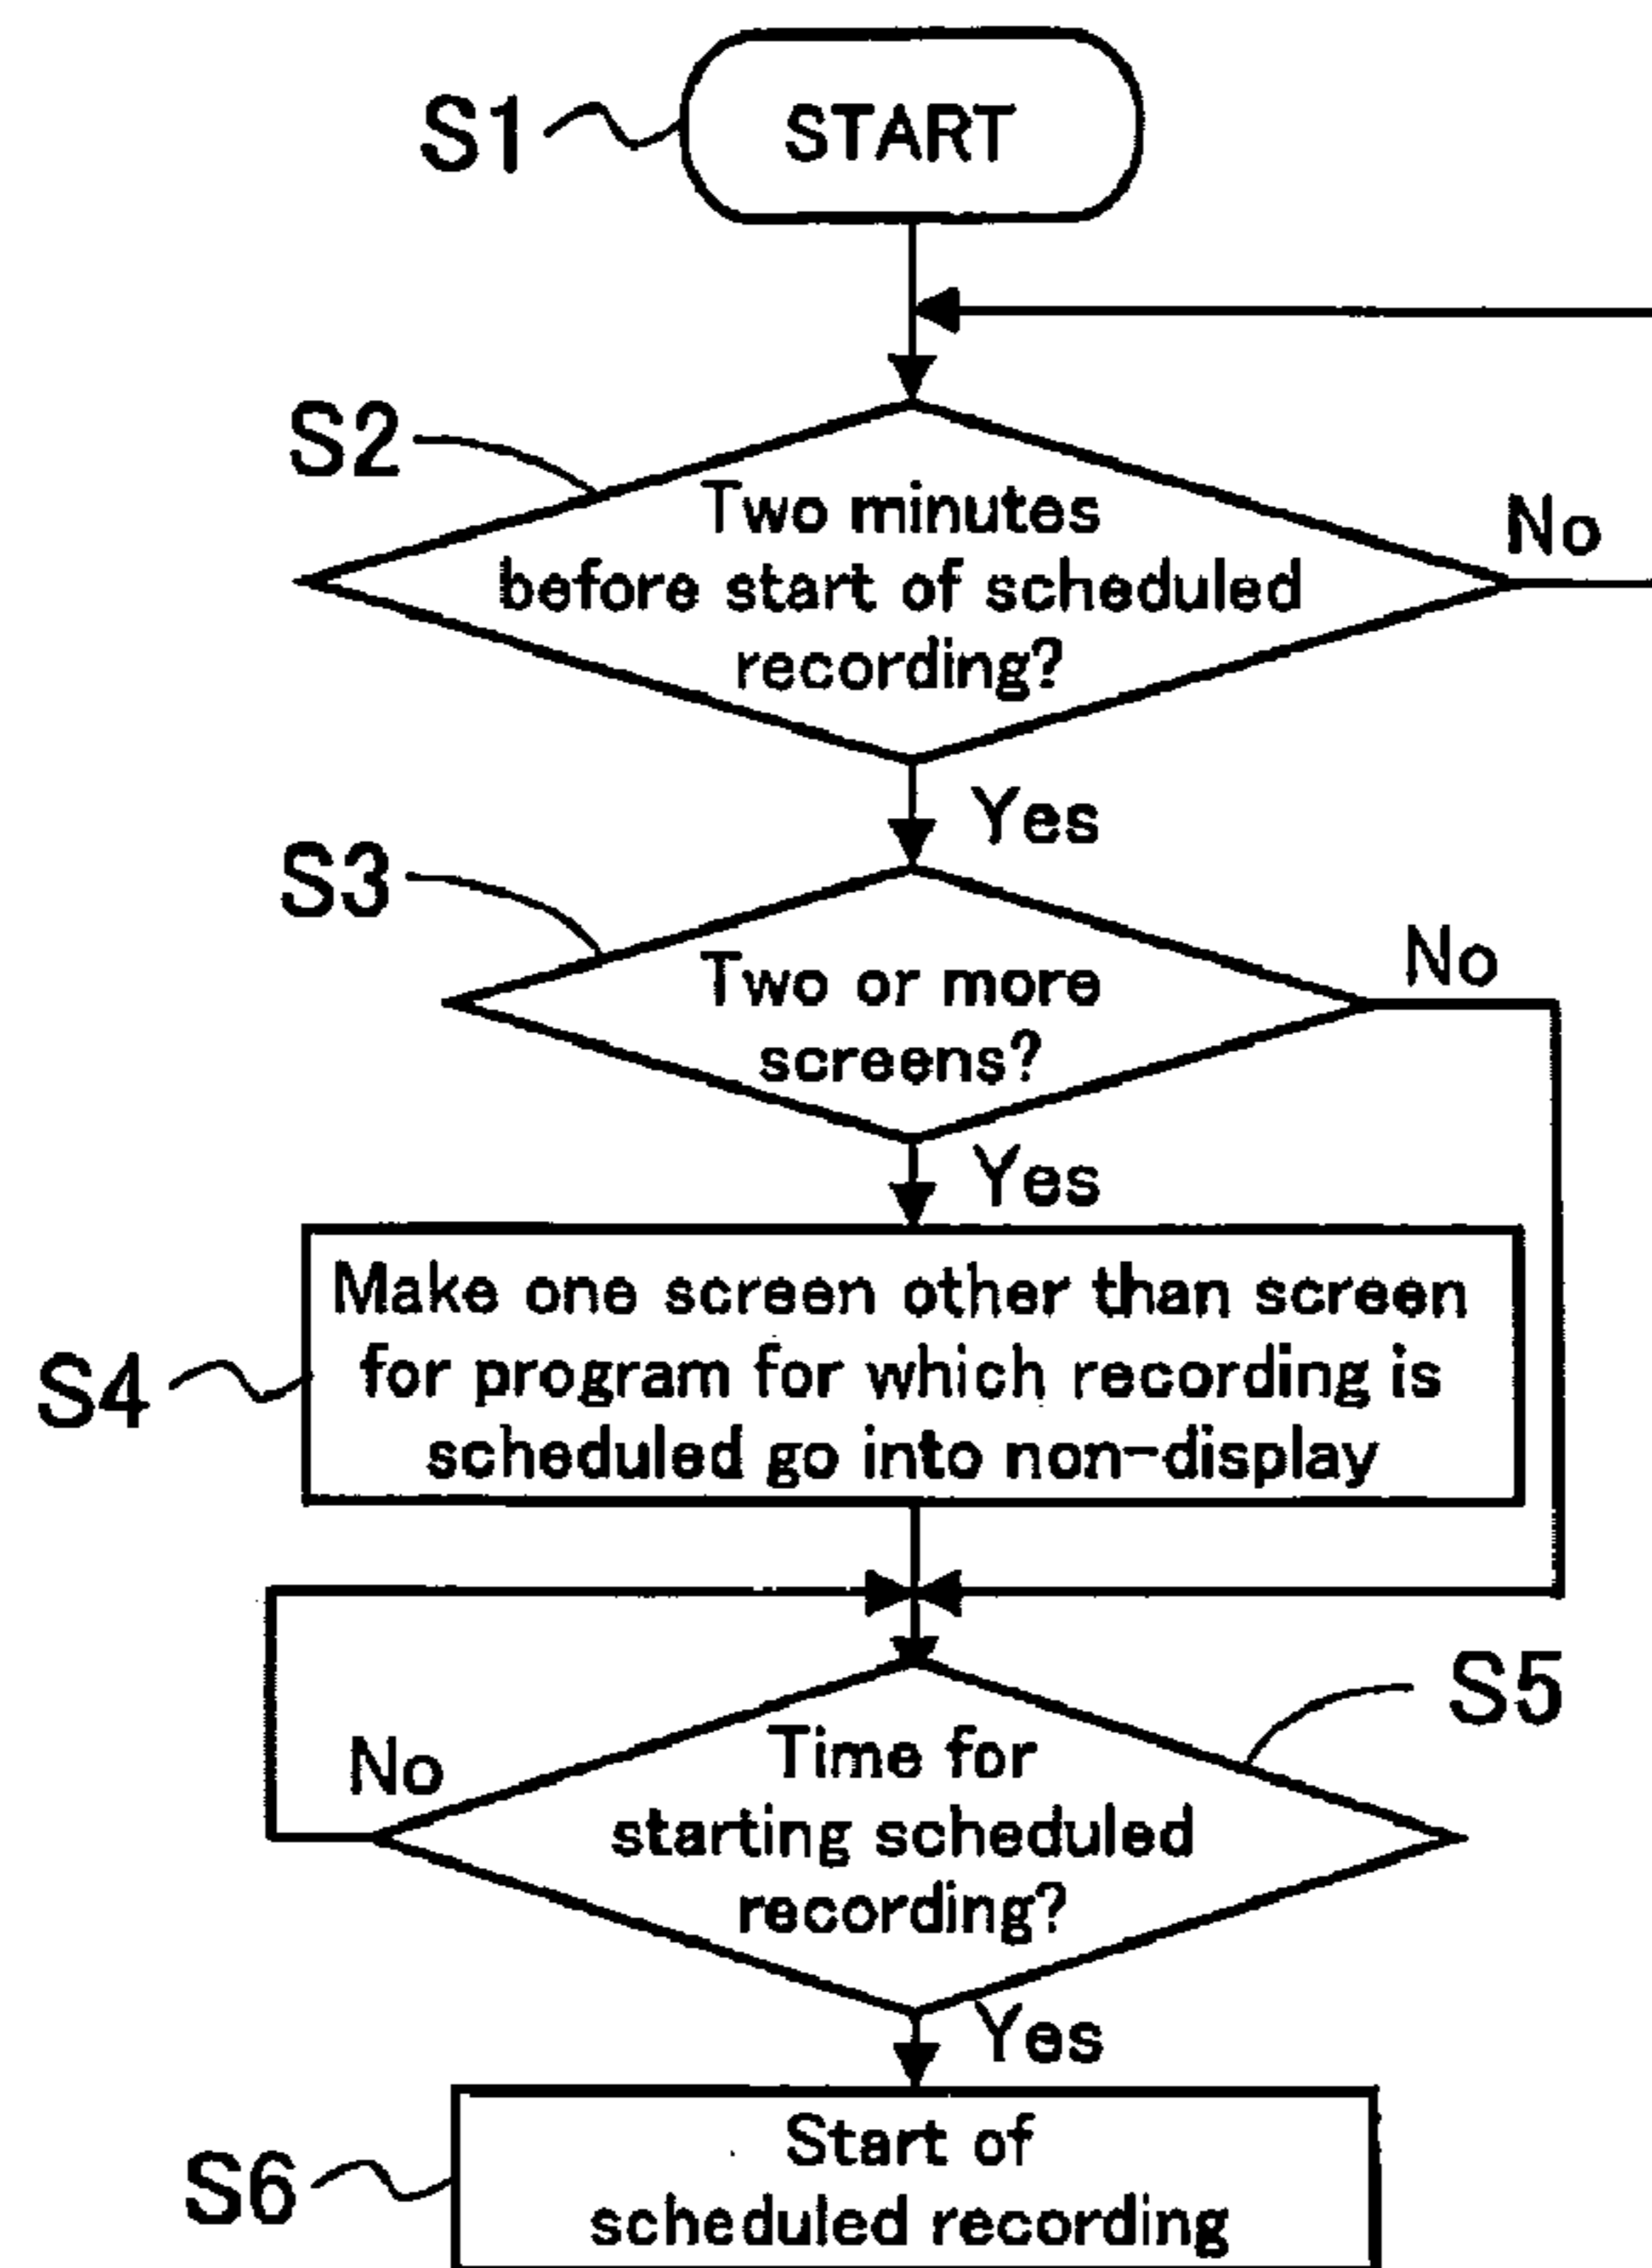 S1
START
S2
Two minutes
before start of scheduled
recording?
No
Yes
S3
Two or more
screens?
No
Yes
S4
Make one screen other than screen
for program for which recording is
scheduled go into non-display
S5
Time for
starting scheduled
recording?
No
Yes
S6
Start of
scheduled recording